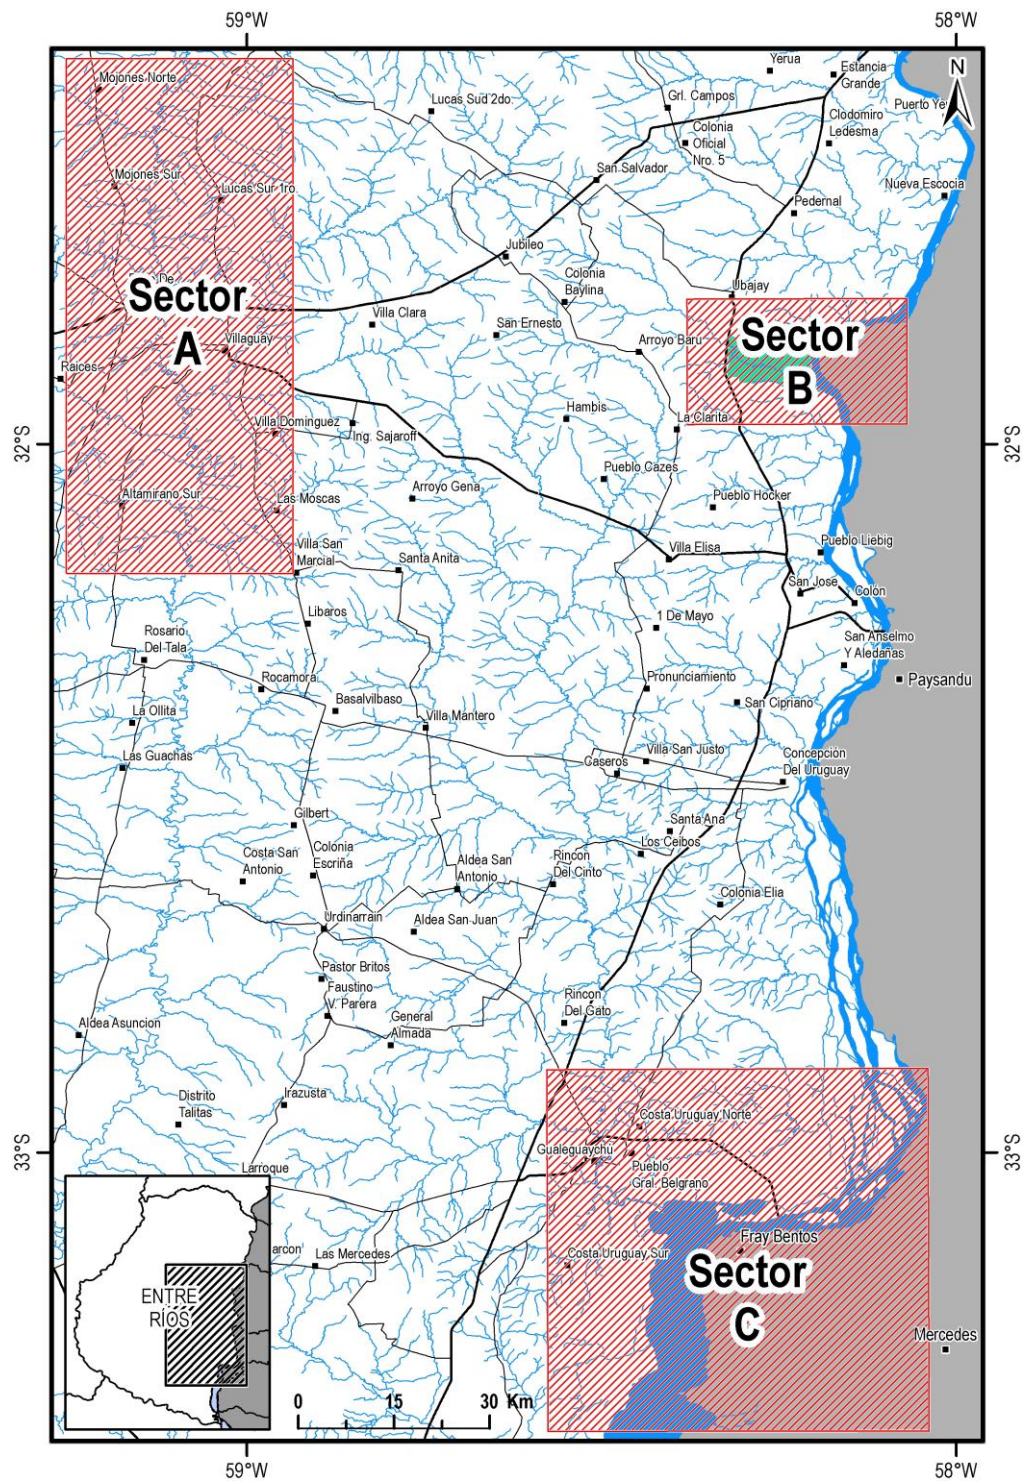 59°W
58°W
Mojones Norte
Lucas Sud 2do.
Grl. Campos
Yerua
Estancia
Grande
N
Clodomiro
Ledesma
Colonia
Oficial
Nro. 5
San Salvador
Mojones Sur
Lucas Sur 1ro
Nueva Escocia
Pedernal
Jubileo
Colonia
Baylina
Ubajay
Sector
A
Villa Clara
San Ernesto
Arroyo Baru
Sector
B
Villaguay
Raices
Villa Dominguez
Ing. Sajaroff
Hambis
La Clarita
32°S
32°S
Altamirano Sur
Las Moscas
Arroyo Gena
Pueblo Cazes
Pueblo Hocker
Villa San
Marcial
Santa Anita
Villa Elisa
Pueblo Liebig
San Jose
Colón
Libaros
1 De Mayo
San Anselmo
Y Aledañas
Rosario
Del Tala
Rocamora
Pronunciamiento
San Cipriano
Paysandu
La Ollita
Basalvilbaso
Villa Mantero
Las Guachas
Caseros
Villa San Justo
Concepción
Del Uruguay
Gilbert
Santa Ana
Los Ceibos
Costa San
Antonio
Colonia
Escriña
Aldea San
Antonio
Rincon
Del Cinto
Colonia Elia
Urdinarrain
Aldea San Juan
Pastor Britos
Faustino
V. Parera
General
Almada
Rincon
Del Gato
Aldea Asuncion
Distrito
Talitas
Irazusta
Costa Uruguay Norte
33°S
33°S
Larroque
Gualeguaychú
Pueblo
Gral. Belgrano
Fray Bentos
arcon
Las Mercedes
Costa Uruguay Sur
Sector
C
ENTRE
RÍOS
Mercedes
0 15 30 Km
59°W
58°W